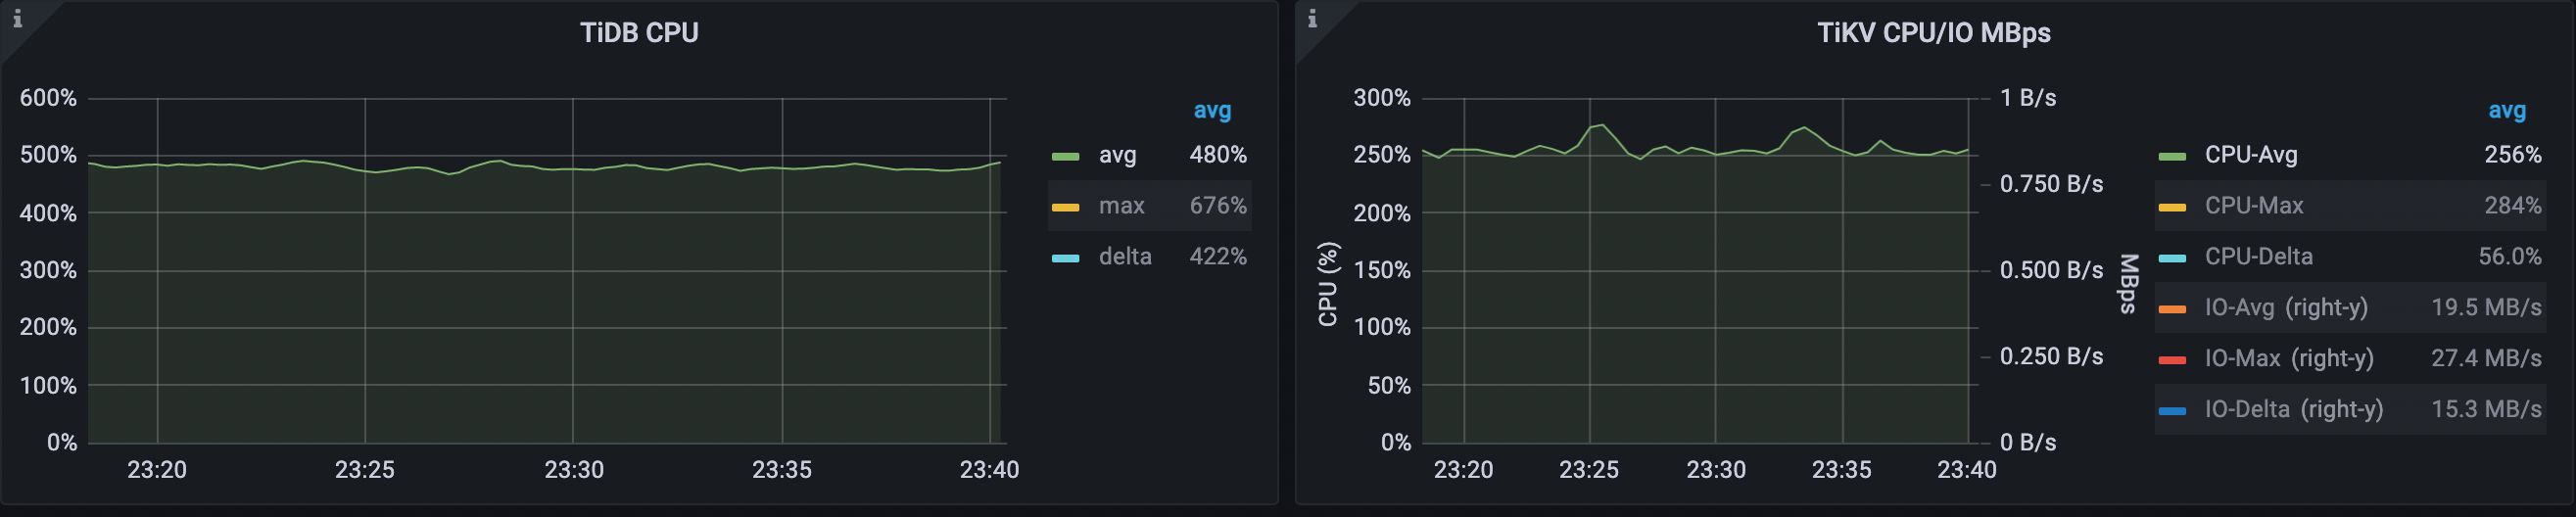 TiDB CPU
600%
500%
400%
300%
200%
100%
0%
23:20 23:25 23:30 23:35 23:40
avg
avg 480%
max 676%
delta 422%
TiKV CPU/IO MBps
CPU (%)
300%
250%
200%
150%
100%
50%
0%
23:20 23:25 23:30 23:35 23:40
1 B/s
0.750 B/s
0.500 B/s
0.250 B/s
0 B/s
MBps
avg
CPU-Avg 256%
CPU-Max 284%
CPU-Delta 56.0%
IO-Avg (right-y) 19.5 MB/s
IO-Max (right-y) 27.4 MB/s
IO-Delta (right-y) 15.3 MB/s